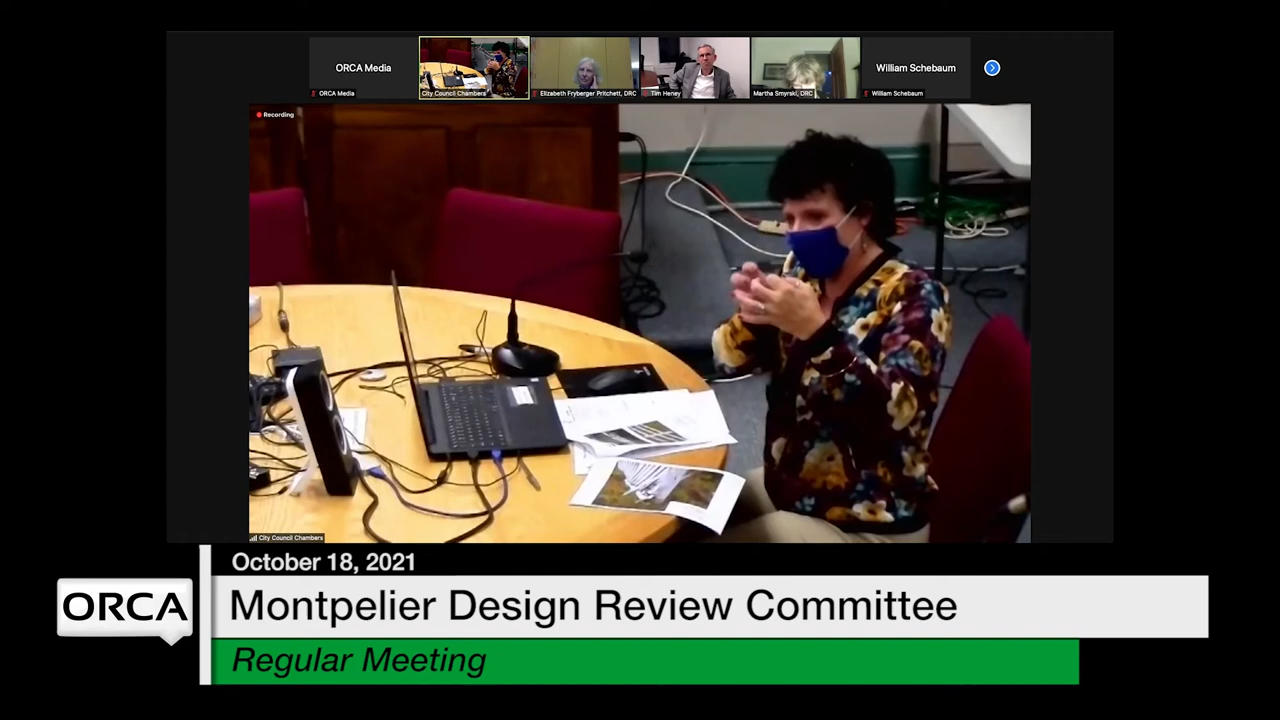 ORCA Media
William Schebaum
ORCA Media
City Council Chambers
Elizabeth Fryberger Pritchett, DRC
Tim Heney
Martha Smyrski, DRC
William Schebaum
Recording
City Council Chambers
October 18, 2021
ORCA
Montpelier Design Review Committee
Regular Meeting